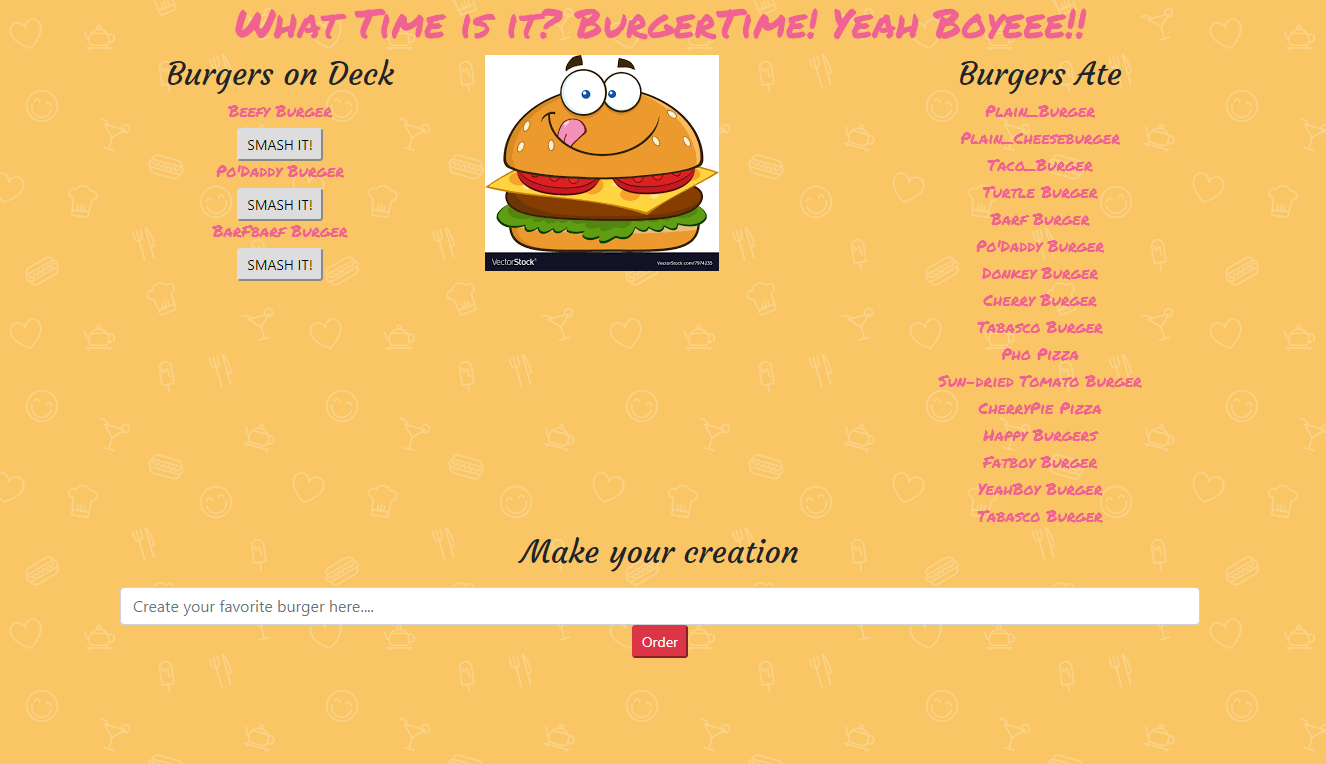 What Time is it? BurgerTime! Yeah Boyeee!!
Burgers on Deck
Beefy Burger
SMASH IT!
Po'Daddy Burger
SMASH IT!
BarFbarf Burger
SMASH IT!
VectorStock®
VectorStock.com/7974235
Burgers Ate
Plain_Burger
Plain_Cheeseburger
Taco_Burger
Turtle Burger
Barf Burger
Po'Daddy Burger
Donkey Burger
Cherry Burger
Tabasco Burger
Pho Pizza
Sun-dried Tomato Burger
CherryPie Pizza
Happy Burgers
Fatboy Burger
YeahBoy Burger
Tabasco Burger
Make your creation
Create your favorite burger here....
Order